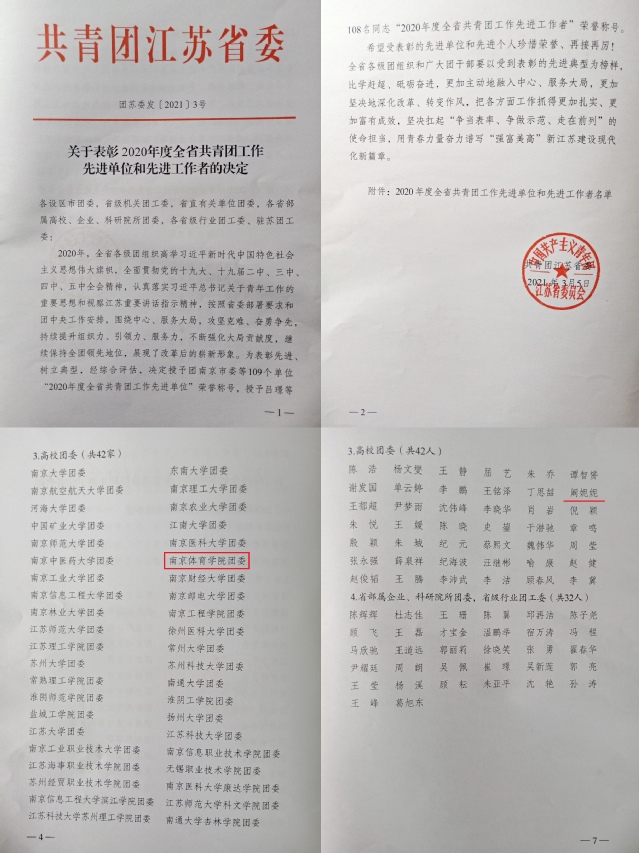 共青团江苏省委
团苏委发〔2021〕3号
关于表彰2020年度全省共青团工作
先进单位和先进工作者的决定
各设区市团委，省级机关团工委，省直有关单位团委，各省部
属高校、企业、科研院所团委，各省级行业团工委、驻苏团工
委：
2020年，全省各级团组织高学习近平新时代中国特色社会
主义思想伟大旗帜，全面贯彻党的十九大、十九届二中、三中、
四中、五中全会精神，认真落实习近平总书记关于青年工作的
重要思想和视察江苏重要讲话指示精神，按照省委部署要求和
团中央工作安排，围绕中心、服务大局，攻坚克难、奋勇争先，
持续提升组织力、引领力、服务力，不断强化大局贡献度，继
续保持全团领先地位，展现了改革后的崭新形象。为表彰先进、
树立典型，经综合评估，决定授予团南京市委等109个单位
“2020年度全省共青团工作先进单位”荣誉称号，授予吕璟等
—1—
108名同志“2020年度全省共青团工作先进工作者”荣誉称号。
希望受表彰的先进单位和先进个人珍惜荣誉、再接再厉！
全省各级团组织和广大团干部要以受到表彰的先进典型为榜样，
比学赶超、砥砺奋进，更加主动地融入中心、服务大局，更加
坚决地深化改革、转变作风，把各方面工作抓得更加扎实、更
加富有成效，坚决扛起“争当表率、争做示范、走在前列”的
使命担当，用青春力量奋力谱写“强富美高”新江苏建设现代
化新篇章。
附件：2020年度全省共青团工作先进单位和先进工作者名单
中国共产主义青年团
共青团江苏省委
2021年3月5日
江苏省委员会
—2—
3.高校团委（共42家）
南京大学团委 东南大学团委
南京航空航天大学团委 南京理工大学团委
河海大学团委 南京农业大学团委
中国矿业大学团委 江南大学团委
南京师范大学团委 南京医科大学团委
南京中医药大学团委 南京体育学院团委
南京工业大学团委 南京财经大学团委
南京信息工程大学团委 南京邮电大学团委
南京林业大学团委 南京工程学院团委
江苏师范大学团委 徐州医科大学团委
江苏理工学院团委 常州大学团委
苏州大学团委 苏州科技大学团委
常熟理工学院团委 南通大学团委
淮阴师范学院团委 淮阴工学院团委
盐城工学院团委 扬州大学团委
江苏大学团委 江苏科技大学团委
南京工业职业技术大学团委 南京信息职业技术学院团委
江苏海事职业技术学院团委 无锡职业技术学院团委
苏州经贸职业技术学院团委 南京医科大学康达学院团委
南京信息工程大学滨江学院团委 江苏师范大学科文学院团委
江苏科技大学苏州理工学院团委 南通大学杏林学院团委
—4—
3.高校团委（共42人）
陈浩 杨文燮 王静 屈艺 朱乔 谭智赟
谢发国 单云婷 李鹏 王铭泽 丁思喆 阚妮妮
王郁超 尹梦雨 沈伟峰 李晓华 肖岩 倪颖
朱悦 王媛 陈晓 史鋆 于潜驰 章鸣
殷颖 朱城 纪元 蔡熙文 魏伟华 周莹
张永强 薛泉祥 纪海波 汪继彬 哈康 赵健
赵俊韬 王腾 李沛武 李洁 顾春风 李冀
4.省部属企业、科研院所团委，省级行业团工委（共32人）
陈辉辉 杜志佳 王珊 陈翼 邱再洁 陈子尧
顾飞 王磊 才宝金 温鹏华 宿万涛 冯程
马欣驰 王道远 郭丽莉 徐晓笑 张勇 翟春华
尹耀廷 周朗 吴佩 崔璟 吴新莲 郭亮
王莹 杨溪 顾耘 朱亚平 沈艳 孙涛
王峰 葛旭东
—7—